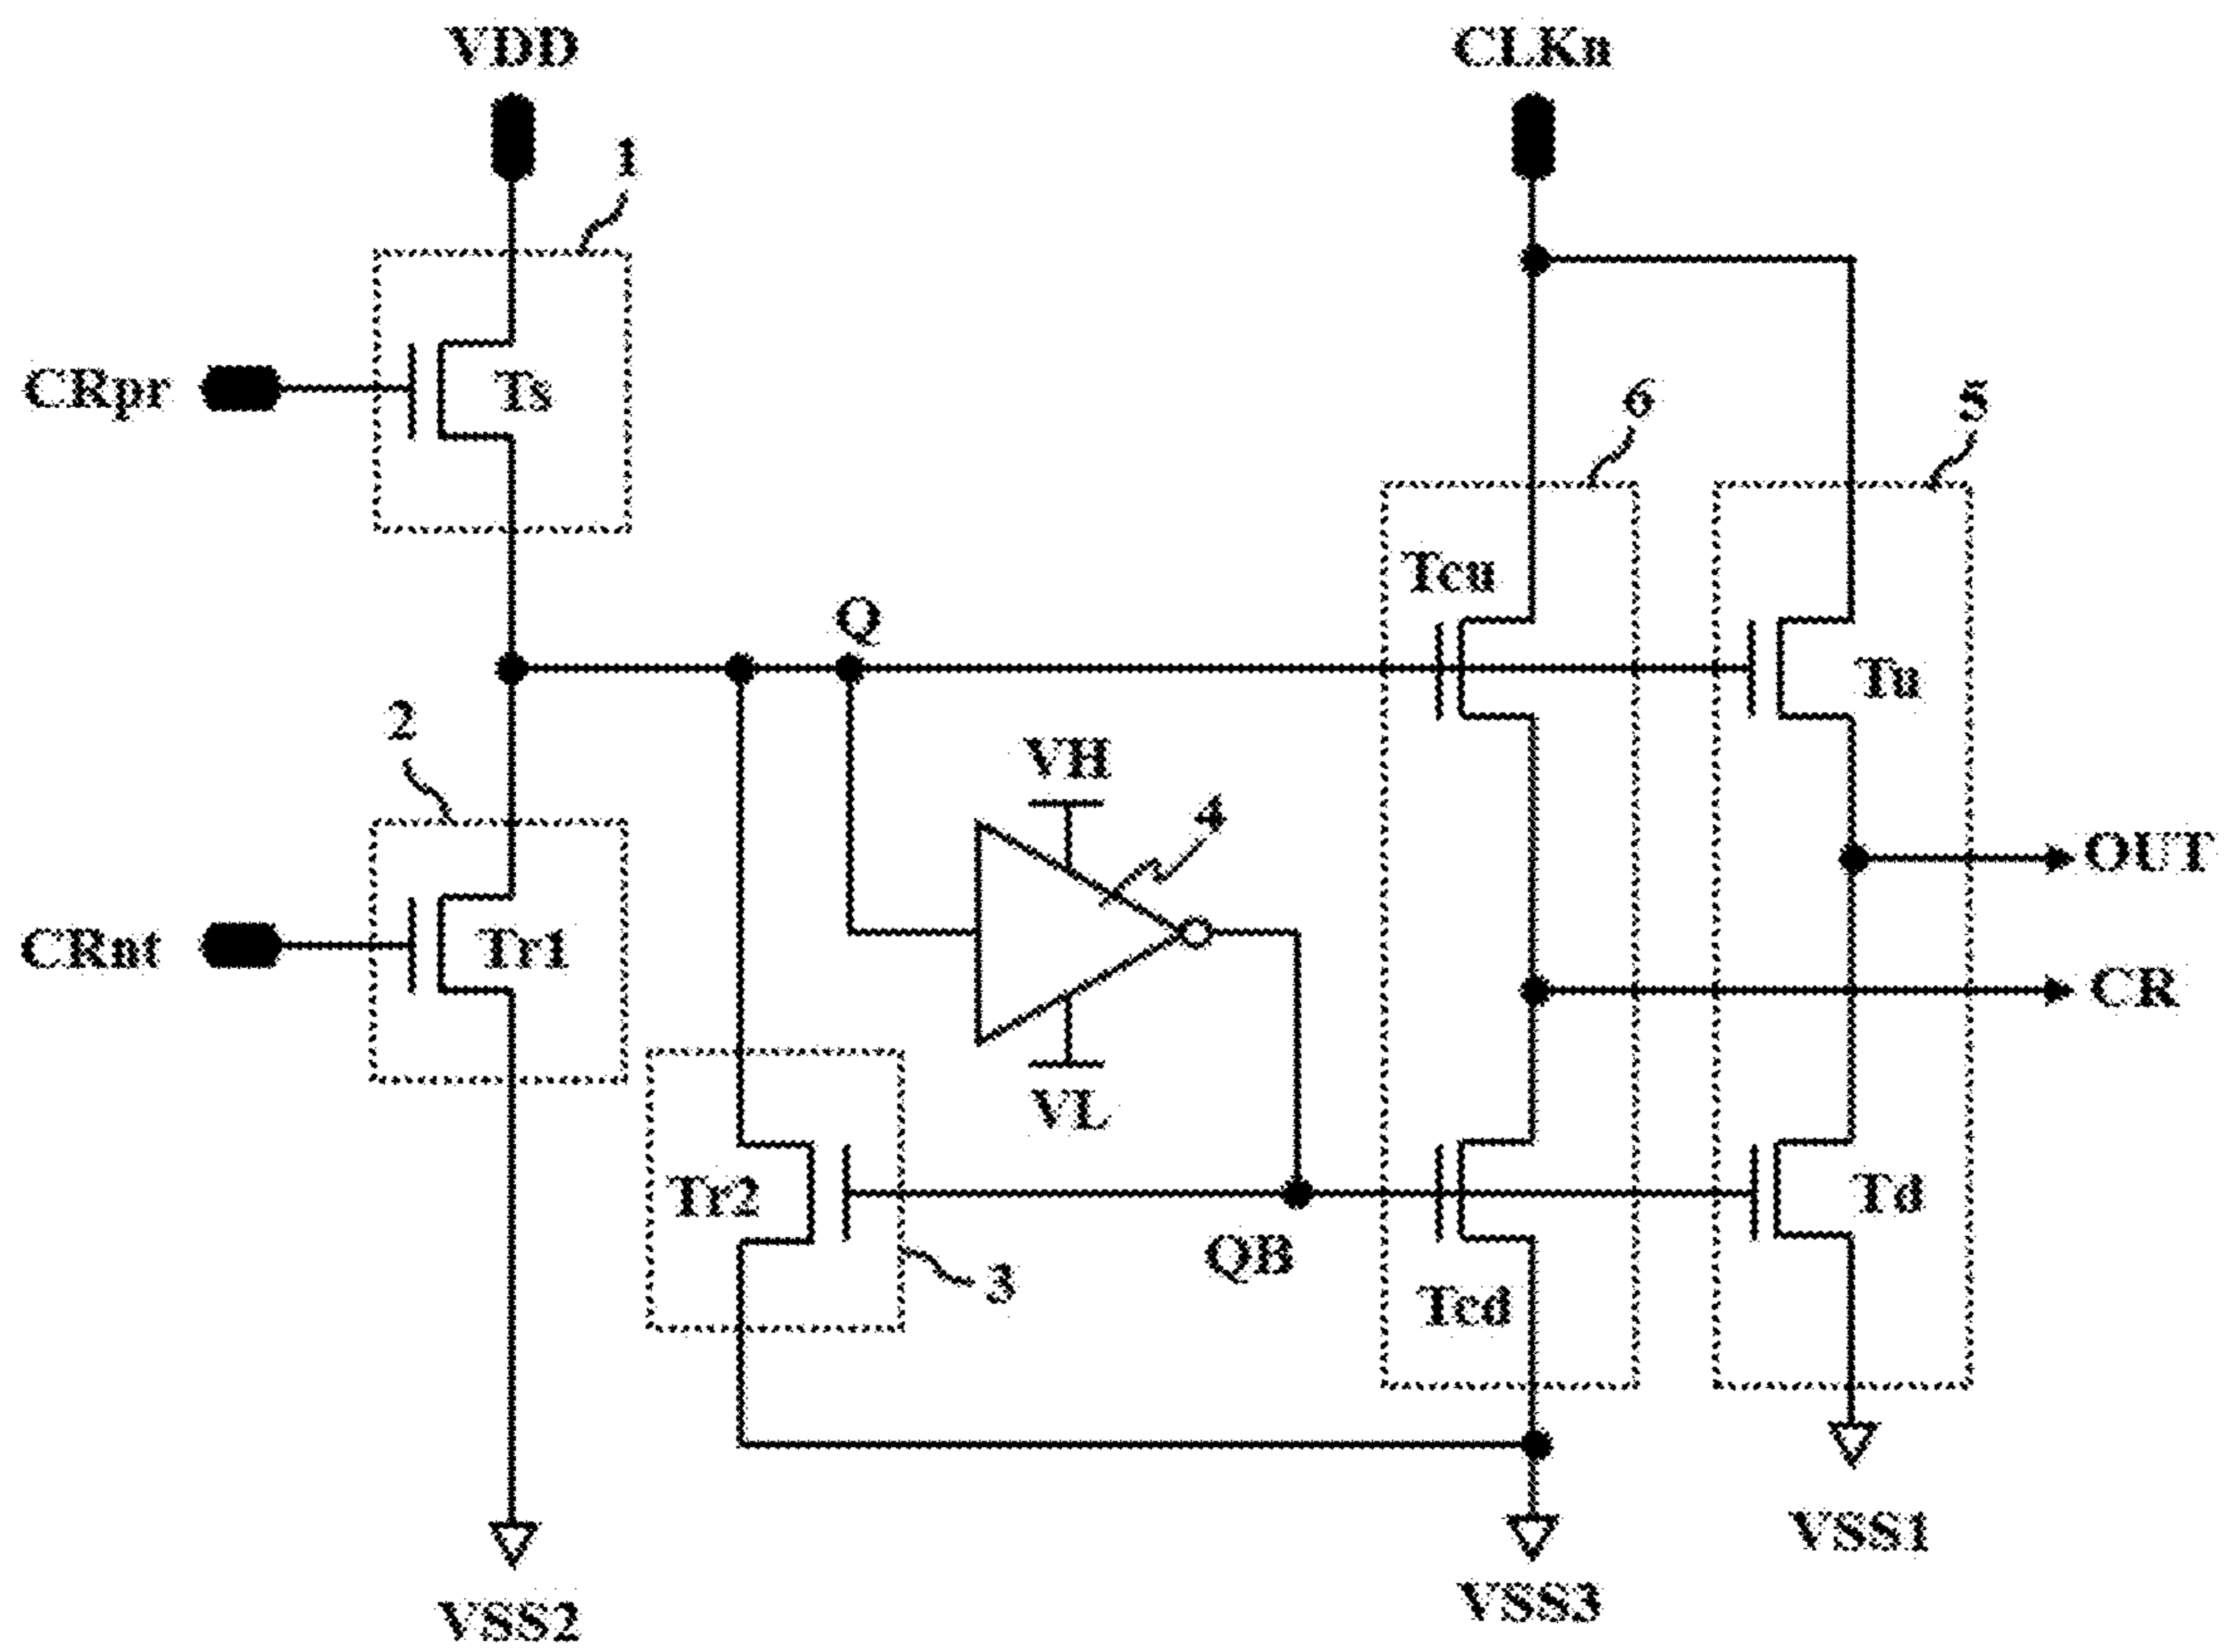 VDD
CLKn
1
CRpr
Ts
6
5
Tcu
Q
Tu
2
VH
4
OUT
CRnt
Tr1
CR
VL
Tr2
Td
QB
3
Tcd
VSS1
VSS2
VSS3